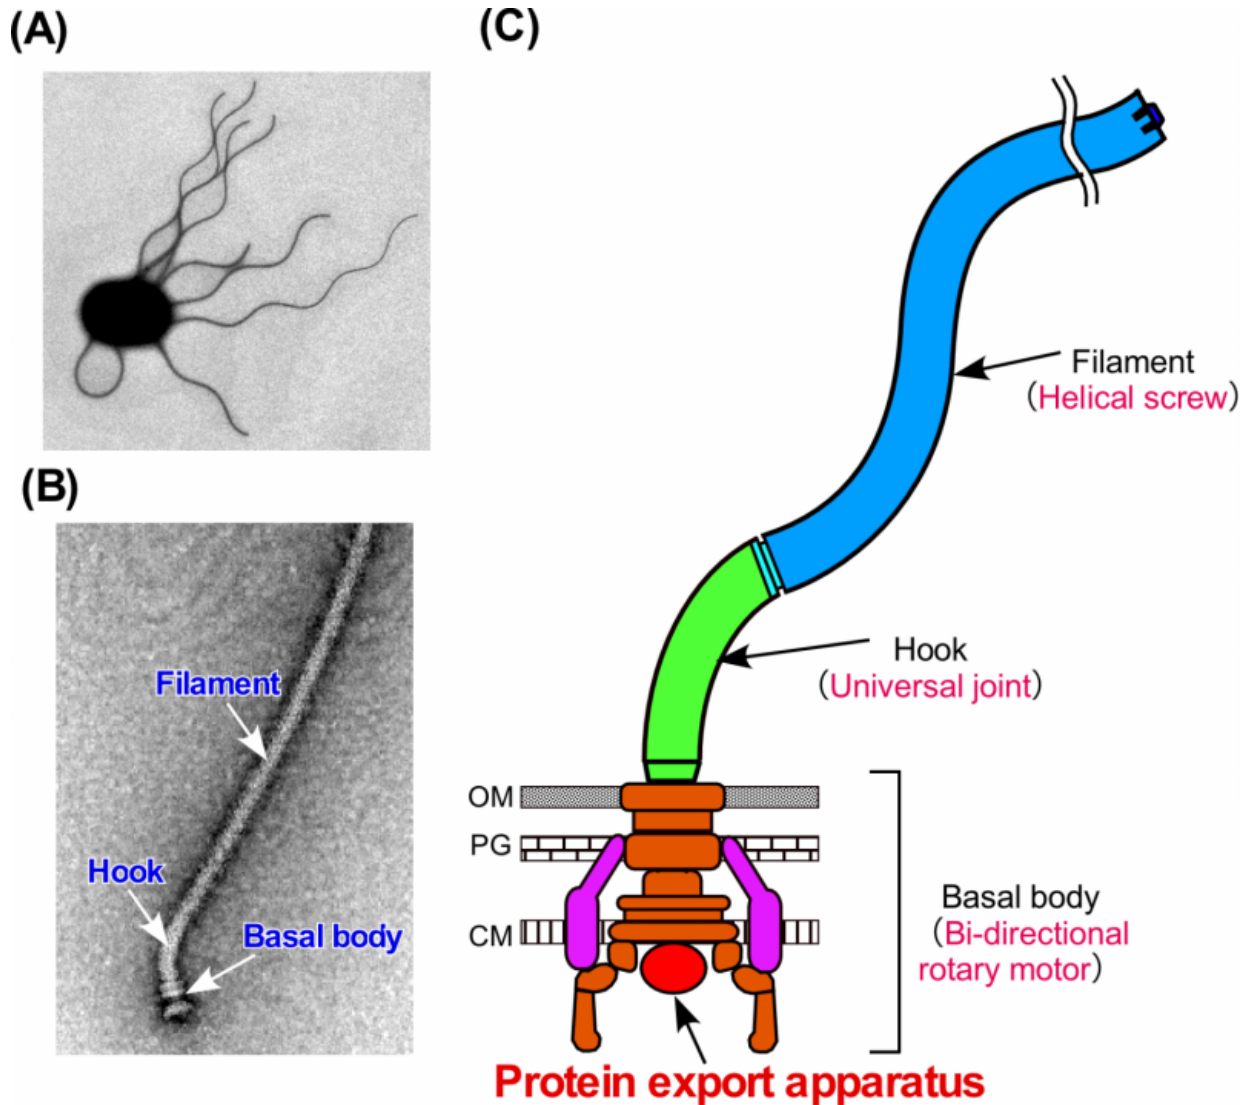 (A)
(B)
Filament
Hook
Basal body
(C)
Filament
(Helical screw)
Hook
(Universal joint)
OM
PG
CM
Basal body
(Bi-directional
rotary motor)
Protein export apparatus